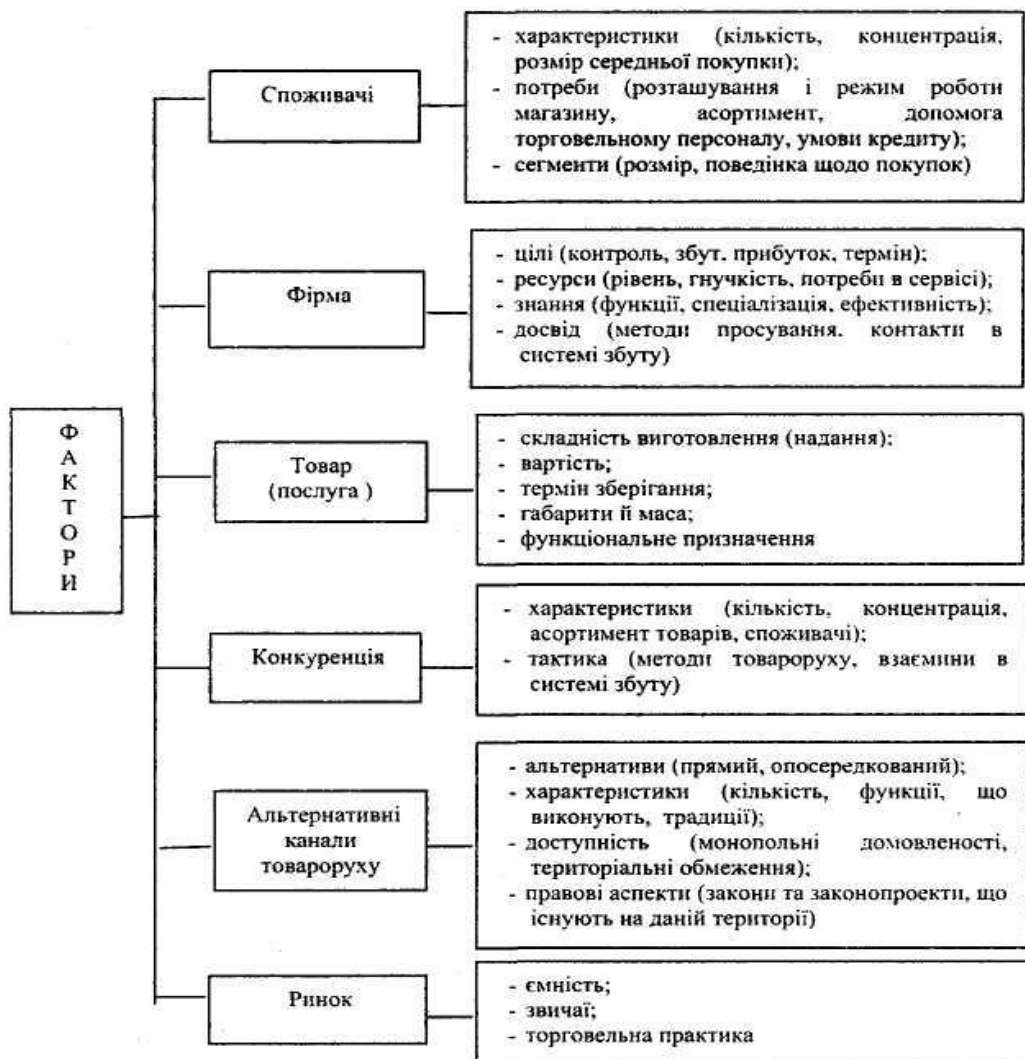 ФАКТОРИ
Споживачі
- характеристики (кількість, концентрація,
розмір середньої покупки);
- потреби (розташування і режим роботи
магазину, асортимент, допомога
торговельному персоналу, умови кредиту);
- сегменти (розмір, поведінка щодо покупок)
Фірма
- цілі (контроль, збут. прибуток, термін);
- ресурси (рівень, гнучкість, потреби в сервісі);
- знання (функції, спеціалізація, ефективність);
- досвід (методи просування. контакти в
системі збуту)
Товар
(послуга )
- складність виготовлення (надання);
- вартість;
- термін зберігання;
- габарити й маса;
- функціональне призначення
Конкуренція
- характеристики (кількість, концентрація,
асортимент товарів, споживачі);
- тактика (методи товароруху, взаємини в
системі збуту)
Альтернативні
канали
товароруху
- альтернативи (прямий, опосередкований);
- характеристики (кількість, функції, що
виконують, традиції);
- доступність (монопольні домовленості,
територіальні обмеження);
- правові аспекти (закони та законопроекти, що
існують на даній території)
Ринок
- ємність;
- звичаї;
- торговельна практика